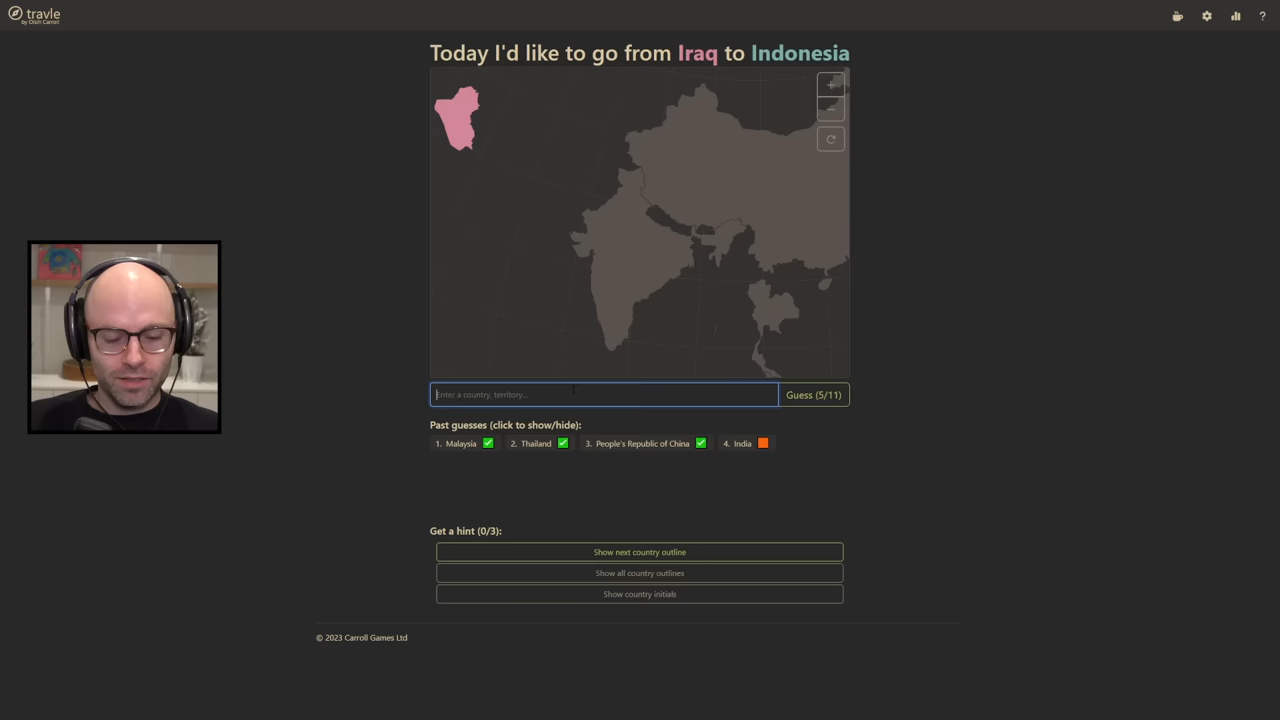 travle
by Oisín Carroll
Today I'd like to go from Iraq to Indonesia
Enter a country, territory...
Guess (5/11)
Past guesses (click to show/hide):
1. Malaysia
2. Thailand
3. People's Republic of China
4. India
Get a hint (0/3):
Show next country outline
Show all country outlines
Show country initials
© 2023 Carroll Games Ltd